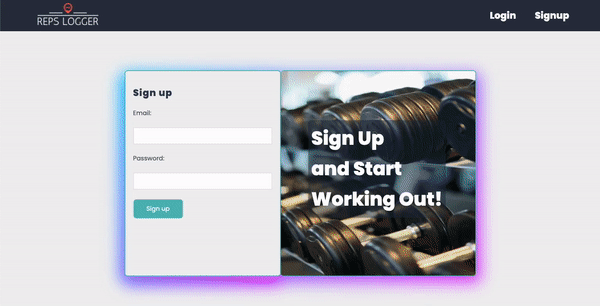 REPS LOGGER
Login
Signup
Sign up
Email:
Password:
Sign up
Sign Up
and Start
Working Out!